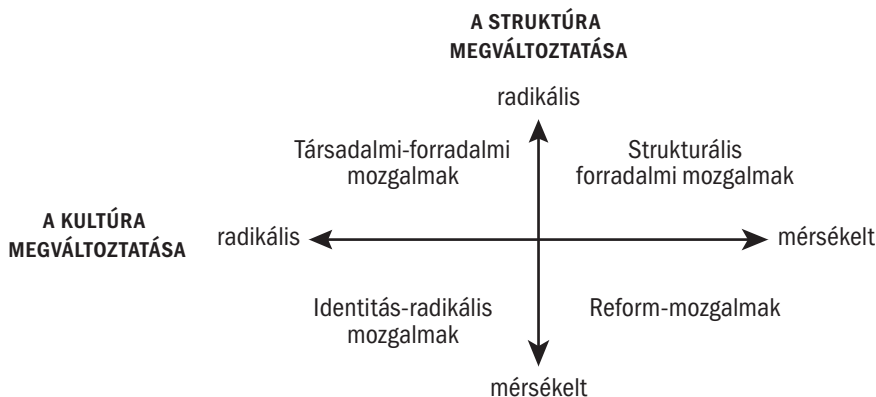 A STRUKTÚRA
MEGVÁLTOZTATÁSA
radikális
Társadalmi-forradalmi
mozgalmak
Strukturális
forradalmi mozgalmak
A KULTÚRA
MEGVÁLTOZTATÁSA
radikális
mérsékelt
Identitás-radikális
mozgalmak
Reform-mozgalmak
mérsékelt